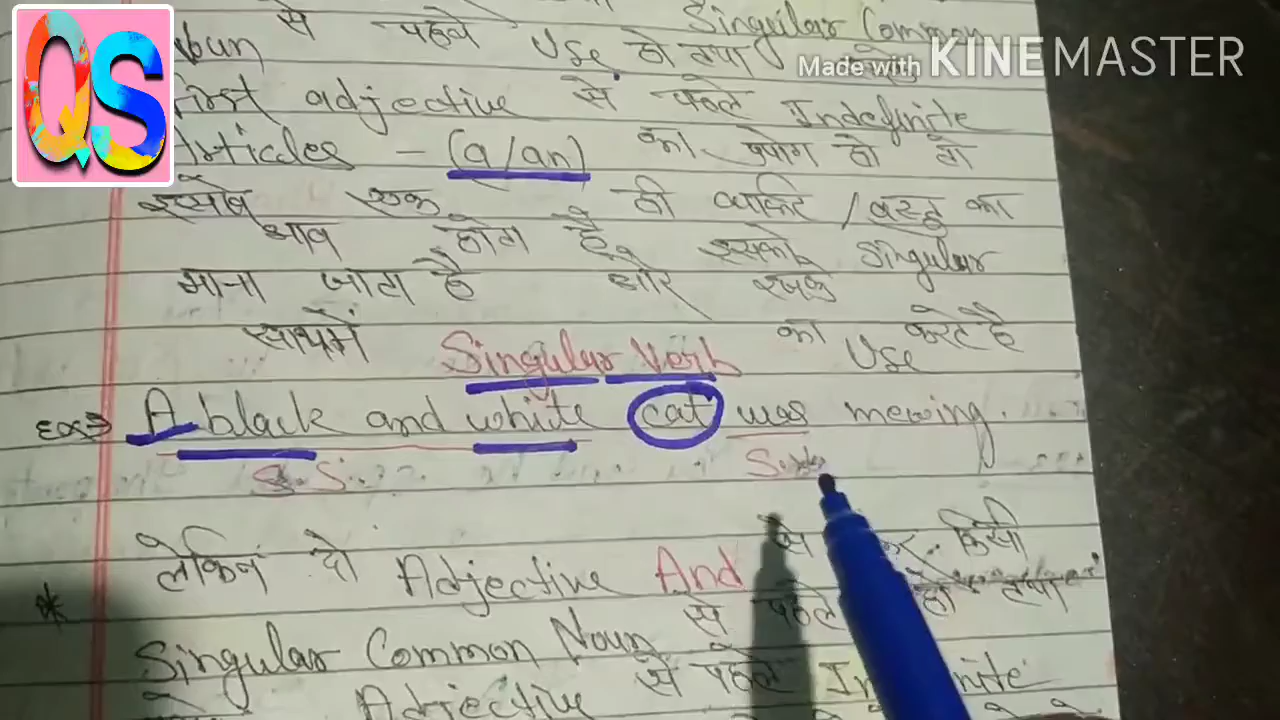 से पहले Singular Common
Noun Use हो तथा
First adjective से पहले Indefinite
Articles - (a/an) का प्रयोग हो तो
इससे एक ही व्यक्ति / वस्तु का
भाव होता है, इसको Singular
माना जाता है और इसके
साथमें Singular Verb का Use करते है
Ex⇒ A black and white cat was mewing.
S.S.
लेकिन दो Adjective And से किसी
* Singular Common Noun से पहले हो तथा
Adjective से पहले
QS
Made with KINEMASTER